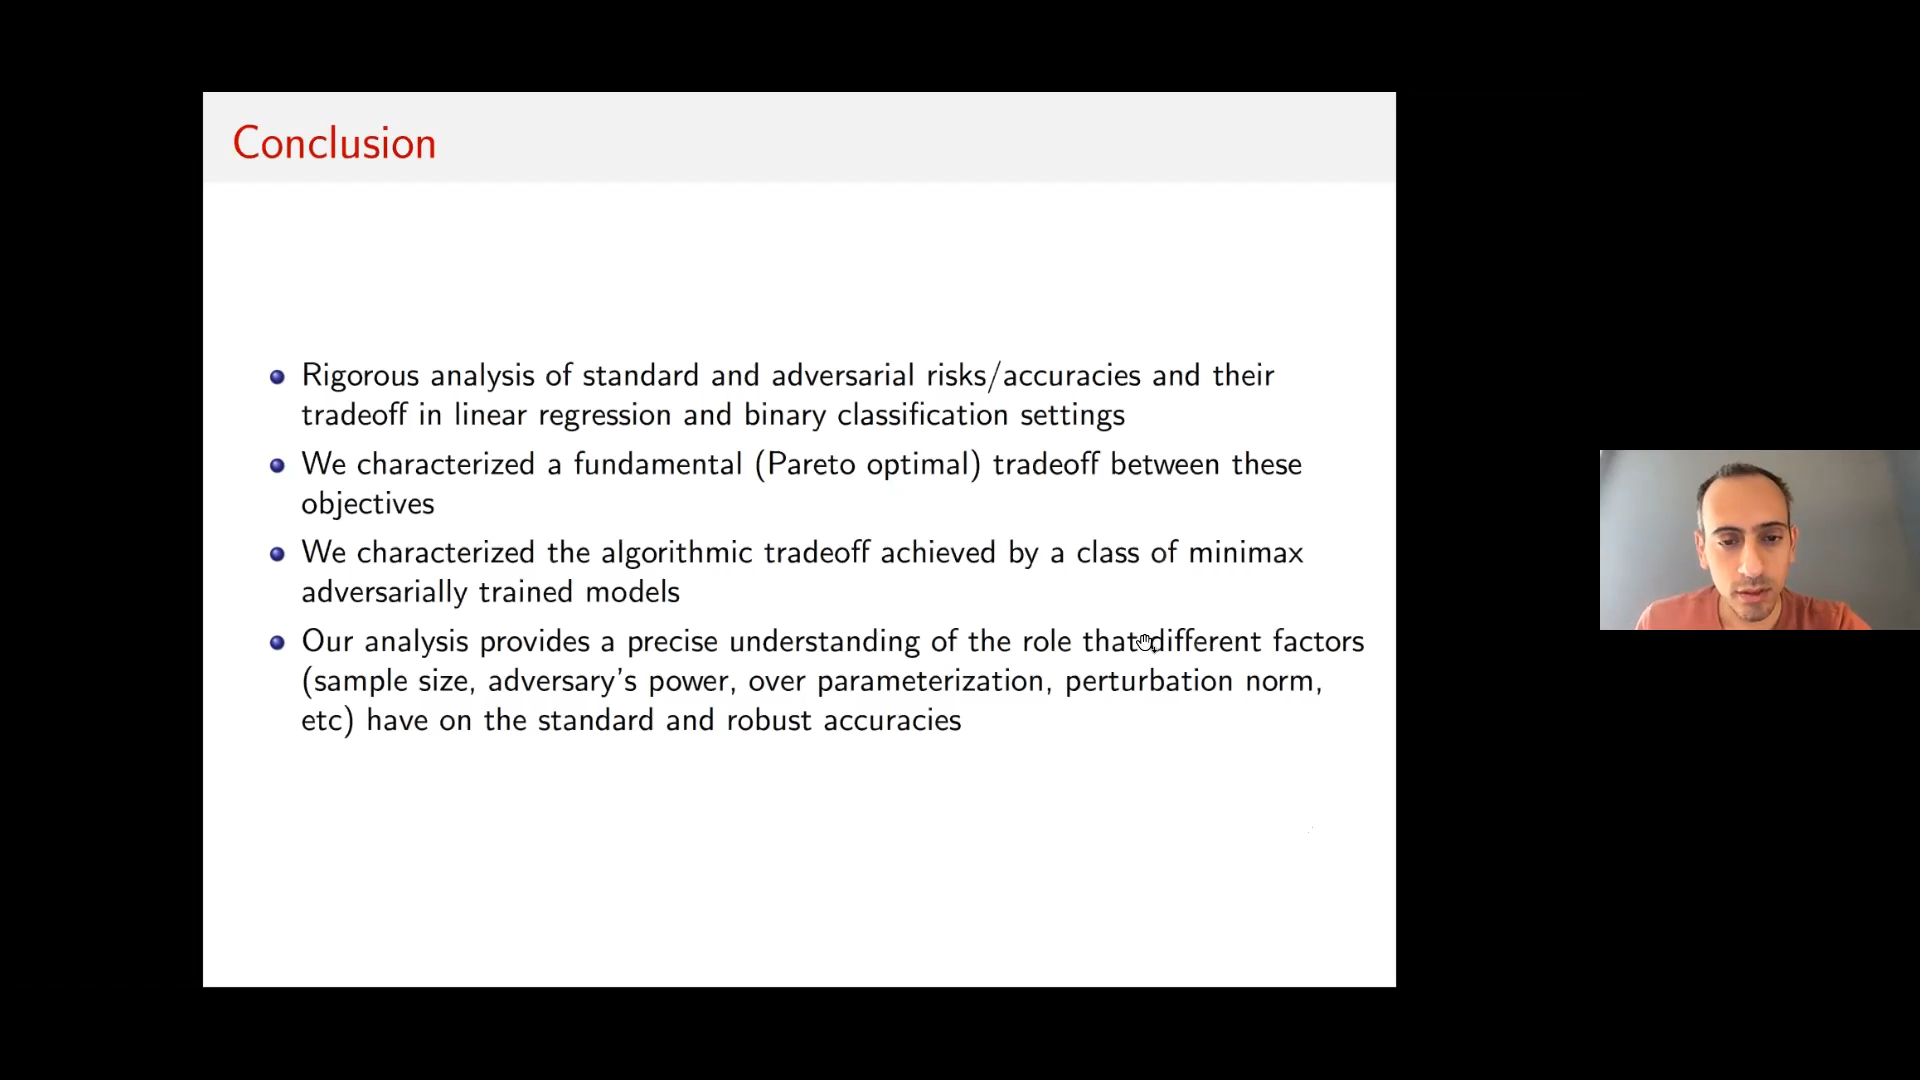 Conclusion
Rigorous analysis of standard and adversarial risks/accuracies and their
tradeoff in linear regression and binary classification settings
We characterized a fundamental (Pareto optimal) tradeoff between these
objectives
We characterized the algorithmic tradeoff achieved by a class of minimax
adversarially trained models
Our analysis provides a precise understanding of the role that different factors
(sample size, adversary's power, over parameterization, perturbation norm,
etc) have on the standard and robust accuracies